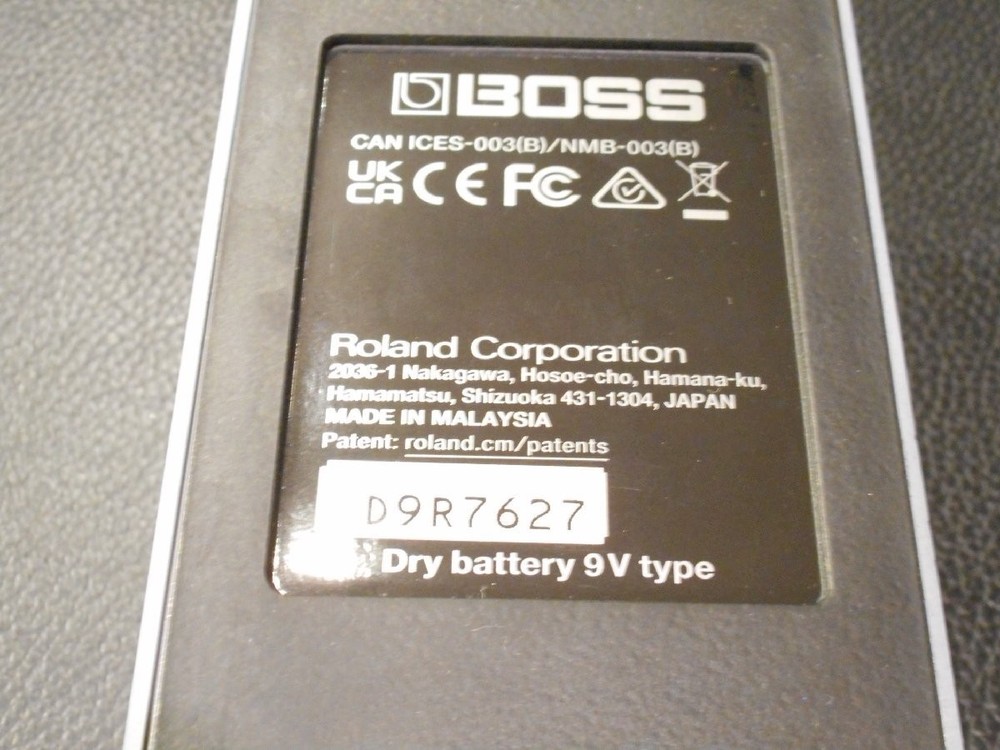 BOSS
CAN ICES-003(B)/NMB-003(B)
UK CA CE FC
Roland Corporation
2036-1 Nakagawa, Hosoe-cho, Hamana-ku,
Hamamatsu, Shizuoka 431-1304, JAPAN
MADE IN MALAYSIA
Patent: roland.cm/patents
D9R7627
Dry battery 9V type